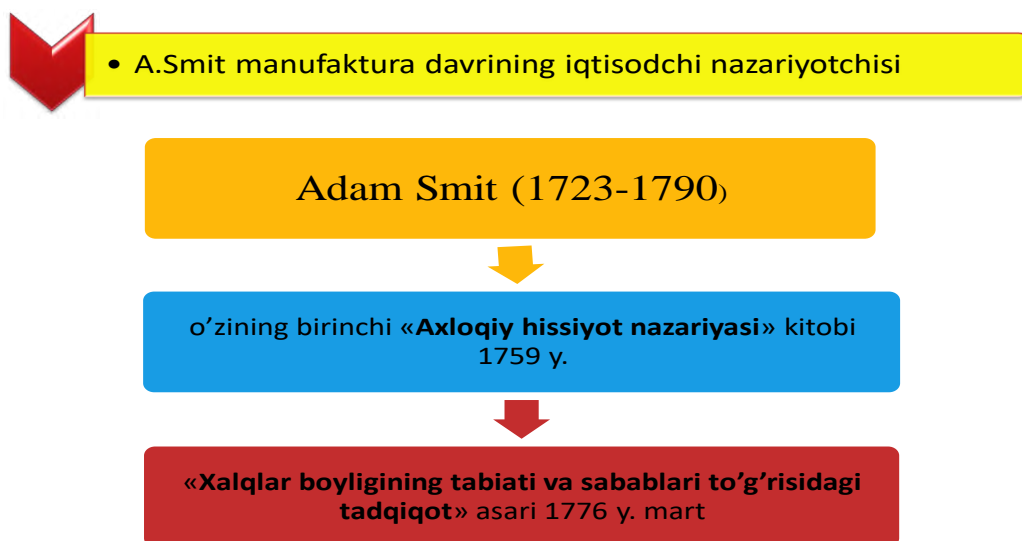 • A.Smit manufaktura davrining iqtisodchi nazariyotchisi
Adam Smit (1723-1790)
o’zining birinchi «Axloqiy hissiyot nazariyasi» kitobi
1759 y.
«Xalqlar boyligining tabiati va sabablari to’g’risidagi
tadqiqot» asari 1776 y. mart